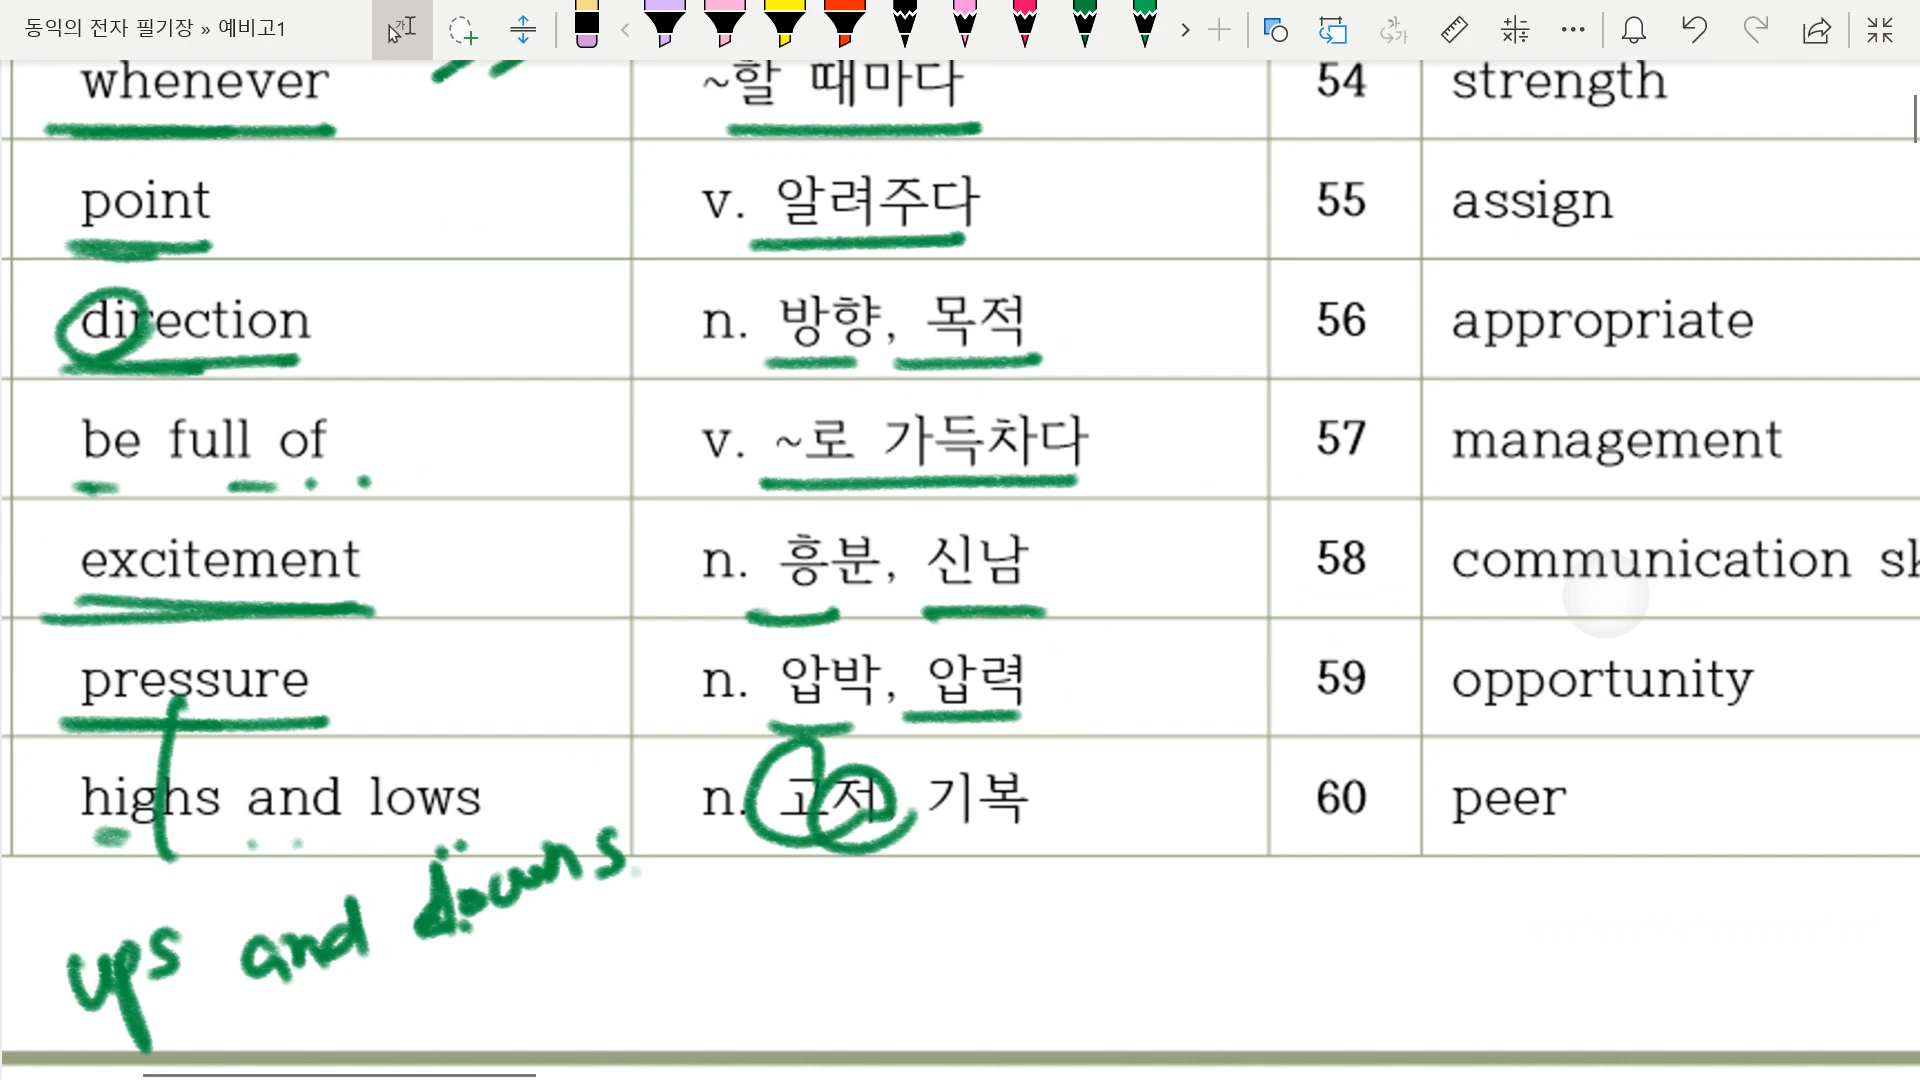 동익의 전자 필기장 » 예비고1
whenever ~할 때마다 54 strength
point v. 알려주다 55 assign
direction n. 방향, 목적 56 appropriate
be full of v. ~로 가득차다 57 management
excitement n. 흥분, 신남 58 communication sk
pressure n. 압박, 압력 59 opportunity
highs and lows n. 고저 기복 60 peer
ups and downs